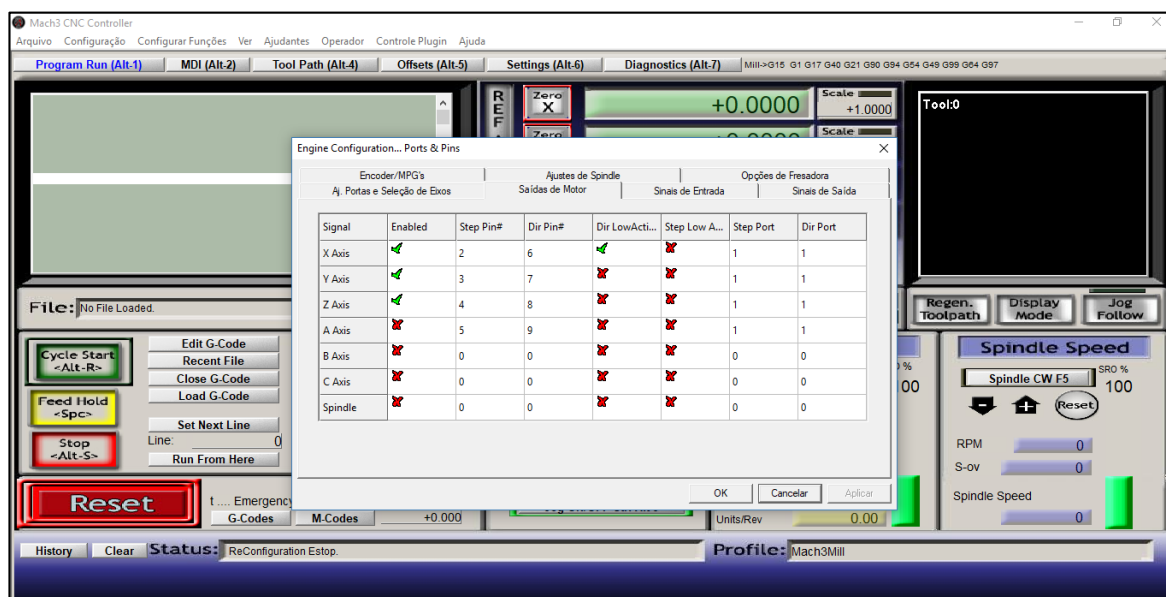 Mach3 CNC Controller
Arquivo Configuração Configurar Funções Ver Ajudantes Operador Controle Plugin Ajuda
Program Run (Alt-1) MDI (Alt-2) Tool Path (Alt-4) Offsets (Alt-5) Settings (Alt-6) Diagnostics (Alt-7) Mill->G15 G1 G17 G40 G21 G90 G94 G54 G49 G99 G64 G97
R
E
F
Zero
X
+0.0000
Scale
+1.0000
Tool:0
Zero
Scale
Engine Configuration... Ports & Pins
Encoder/MPG's Ajustes de Spindle Opções de Fresadora
Aj. Portas e Seleção de Eixos Saídas de Motor Sinais de Entrada Sinais de Saída
Signal Enabled Step Pin# Dir Pin# Dir LowActi... Step Low A... Step Port Dir Port
X Axis 2 6 1 1
Y Axis 3 7 1 1
Z Axis 4 8 1 1
A Axis 5 9 1 1
B Axis 0 0 0 0
C Axis 0 0 0 0
Spindle 0 0 0 0
OK Cancelar Aplicar
File: No File Loaded.
Regen.
Toolpath
Display
Mode
Jog
Follow
Cycle Start
<Alt-R>
Feed Hold
<Spc>
Stop
<Alt-S>
Edit G-Code
Recent File
Close G-Code
Load G-Code
Set Next Line
Line: 0
Run From Here
Reset
t .... Emergency
G-Codes M-Codes +0.000
Units/Rev 0.00
%
00
Spindle Speed
Spindle CW F5
SRO %
100
Reset
RPM 0
S-ov 0
Spindle Speed
0
History Clear Status: ReConfiguration Estop. Profile: Mach3Mill